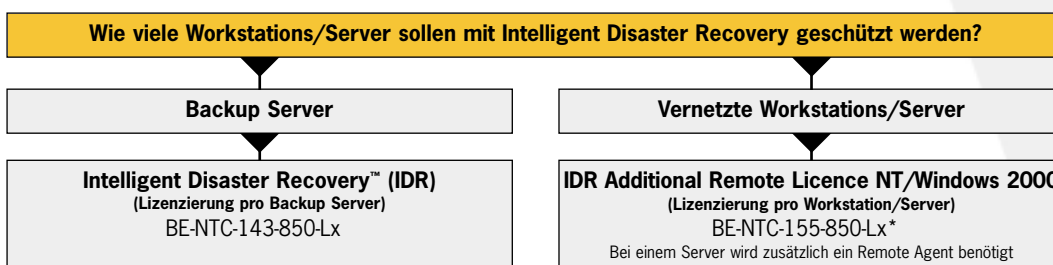 Wie viele Workstations/Server sollen mit Intelligent Disaster Recovery geschützt werden?
Backup Server
Vernetzte Workstations/Server
Intelligent Disaster Recovery™ (IDR)
(Lizenzierung pro Backup Server)
BE-NTC-143-850-Lx
IDR Additional Remote Licence NT/Windows 2000
(Lizenzierung pro Workstation/Server)
BE-NTC-155-850-Lx*
Bei einem Server wird zusätzlich ein Remote Agent benötigt